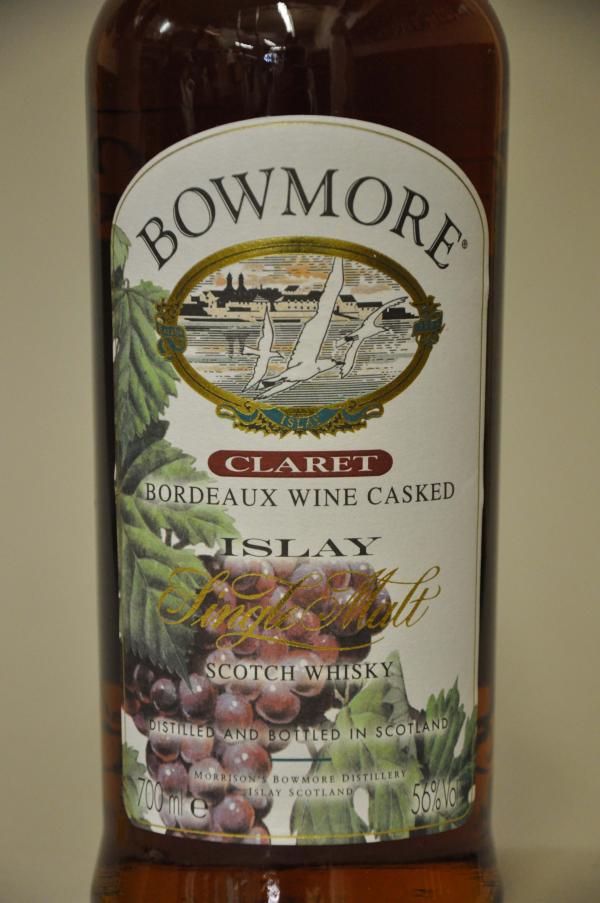 BOWMORE®
ISLAY
CLARET
BORDEAUX WINE CASKED
ISLAY
Single Malt
SCOTCH WHISKY
DISTILLED AND BOTTLED IN SCOTLAND
MORRISON'S BOWMORE DISTILLERY
ISLAY SCOTLAND
700 ml e
56% Vol